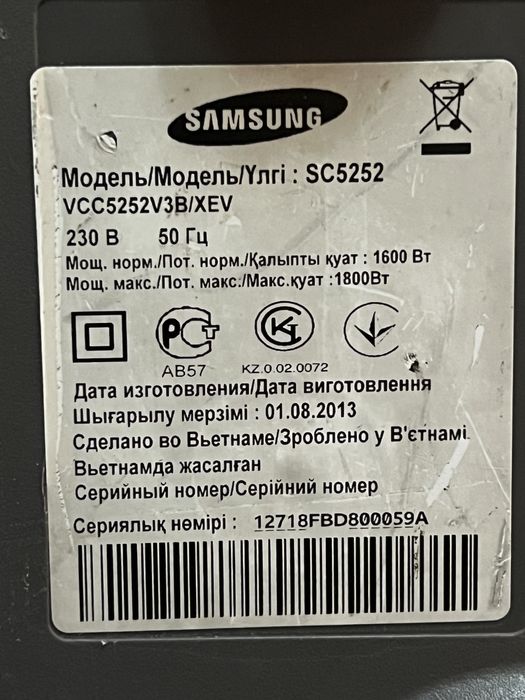 SAMSUNG
Модель/Модель/Үлгі : SC5252
VCC5252V3B/XEV
230 В 50 Гц
Мощ. норм./Пот. норм./Қалыпты қуат : 1600 Вт
Мощ. макс./Пот. макс./Макс.қуат :1800Вт
РСТ
АВ57 KZ.0.02.0072
Дата изготовления/Дата виготовлення
Шығарылу мерзімі : 01.08.2013
Сделано во Вьетнаме/Зроблено у В'єтнамі
Вьетнамда жасалған
Серийный номер/Серійний номер
Сериялық нөмірі : 12718FBD800059A